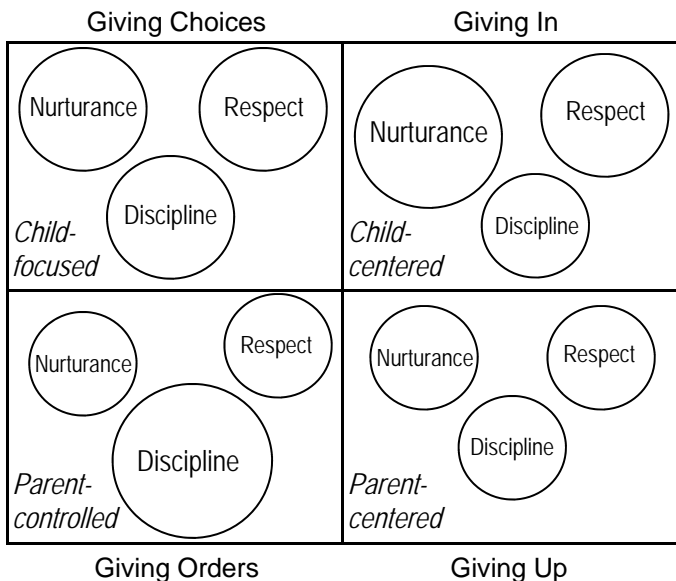 Giving Choices
Giving In
Nurturance
Respect
Discipline
Child-
focused
Nurturance
Respect
Discipline
Child-
centered
Nurturance
Respect
Discipline
Parent-
controlled
Nurturance
Respect
Discipline
Parent-
centered
Giving Orders
Giving Up